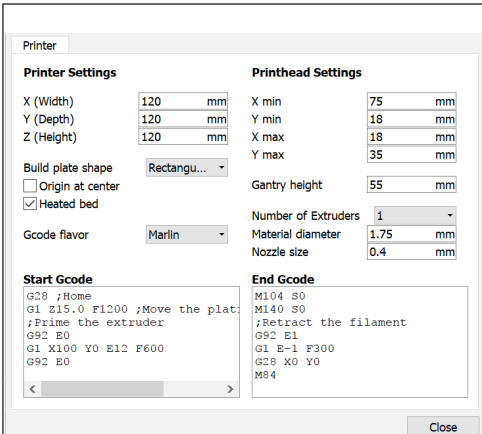 Printer
Printer Settings
X (Width) 120 mm
Y (Depth) 120 mm
Z (Height) 120 mm
Build plate shape Rectangu...
Origin at center
Heated bed
Gcode flavor Marlin
Printhead Settings
X min 75 mm
Y min 18 mm
X max 18 mm
Y max 35 mm
Gantry height 55 mm
Number of Extruders 1
Material diameter 1.75 mm
Nozzle size 0.4 mm
Start Gcode
G28 ;Home
G1 Z15.0 F1200 ;Move the plat
;Prime the extruder
G92 E0
G1 X100 Y0 E12 F600
G92 E0
End Gcode
M104 S0
M140 S0
;Retract the filament
G92 E1
G1 E-1 F300
G28 X0 Y0
M84
Close